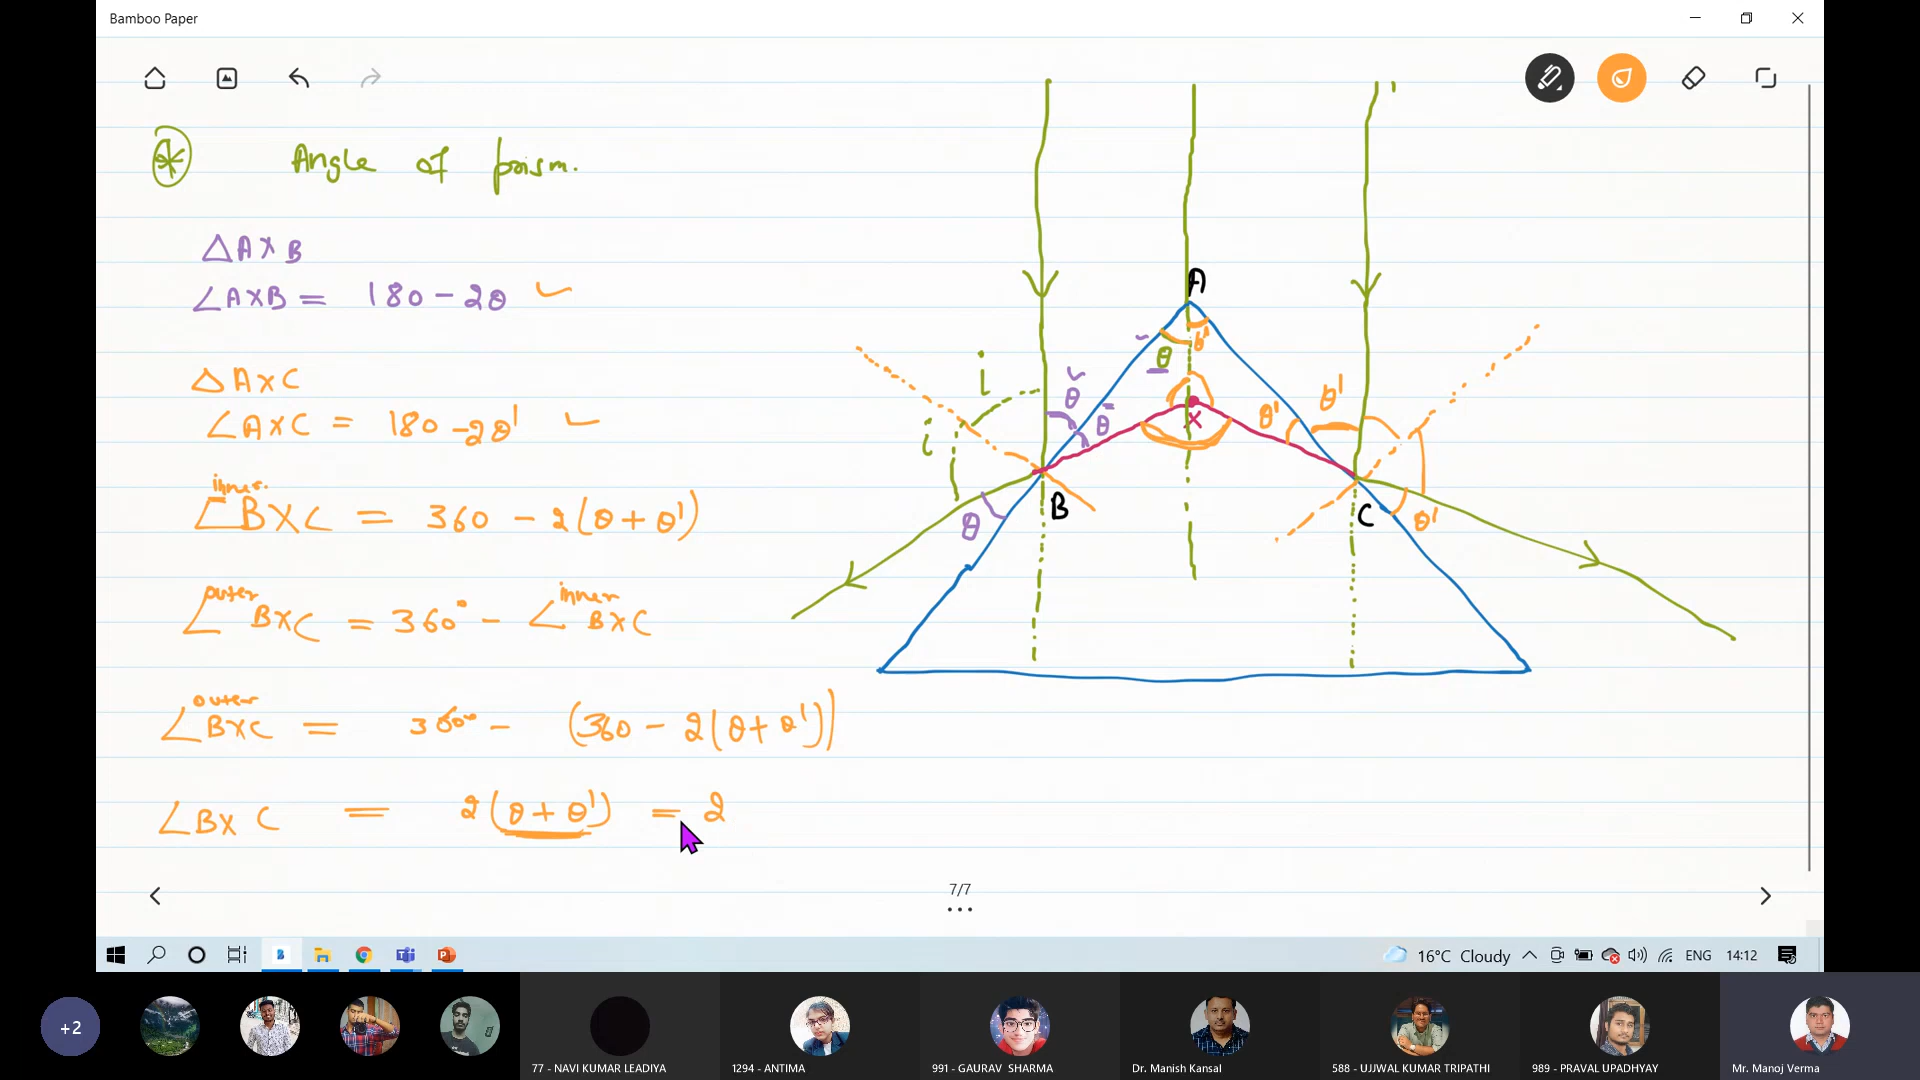 Bamboo Paper
Angle of prism.
△AXB
∠AXB = 180 - 2θ
△AXC
∠AXC = 180 - 2θ'
inner
∠BXC = 360 - 2(θ + θ')
outer inner
∠BXC = 360° - ∠BXC
outer
∠BXC = 360° - (360 - 2(θ + θ'))
∠BXC = 2(θ + θ') = 2
A
θ θ'
i θ θ X θ' θ'
i
B C
θ θ'
7/7
16°C Cloudy ENG 14:12
+2
77 - NAVI KUMAR LEADIYA
1294 - ANTIMA
991 - GAURAV SHARMA
Dr. Manish Kansal
588 - UJJWAL KUMAR TRIPATHI
989 - PRAVAL UPADHYAY
Mr. Manoj Verma